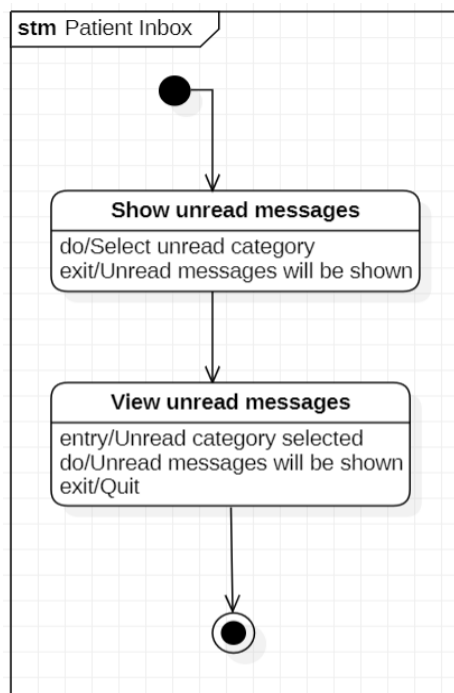 stm Patient Inbox
Show unread messages
do/Select unread category
exit/Unread messages will be shown
View unread messages
entry/Unread category selected
do/Unread messages will be shown
exit/Quit